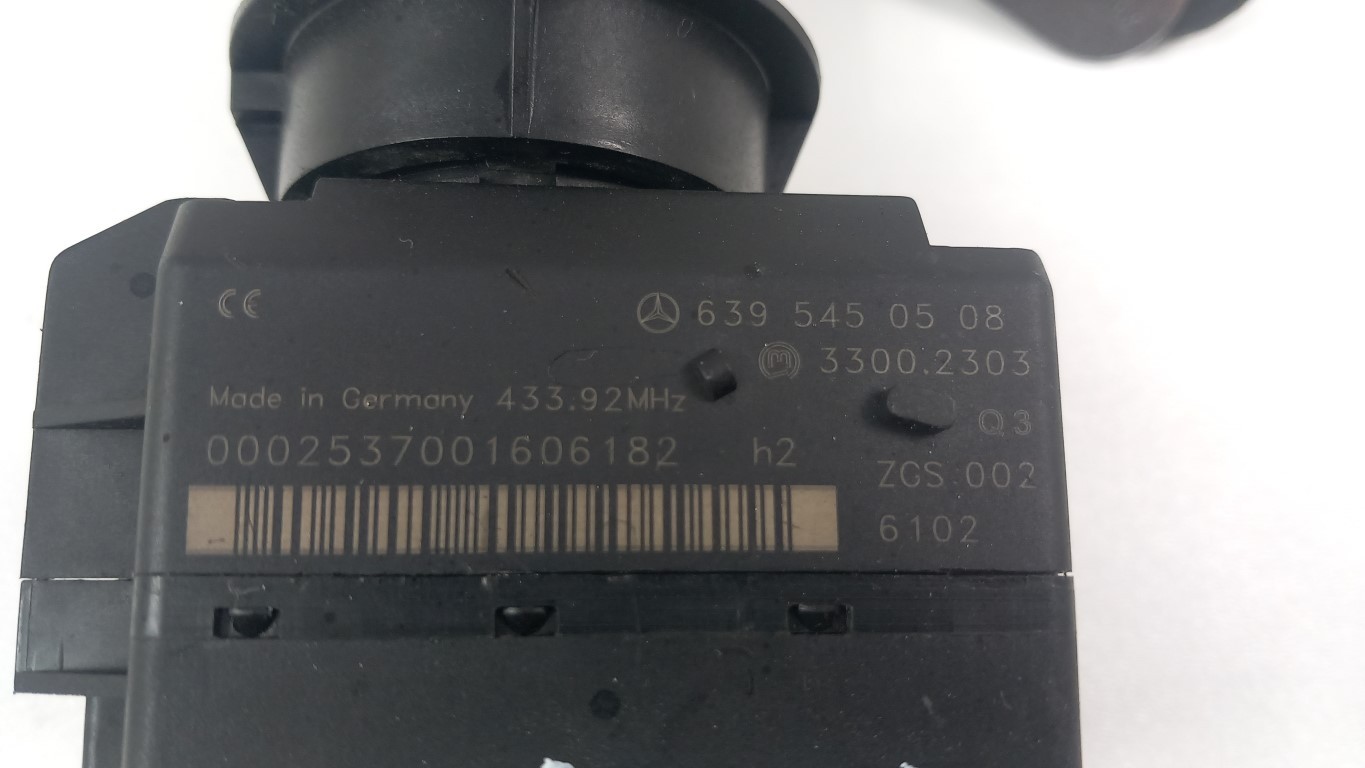 CE
639 545 05 08
M 3300.2303
Made in Germany 433.92MHz
Q3
0002537001606182 h2
ZGS:002
6102